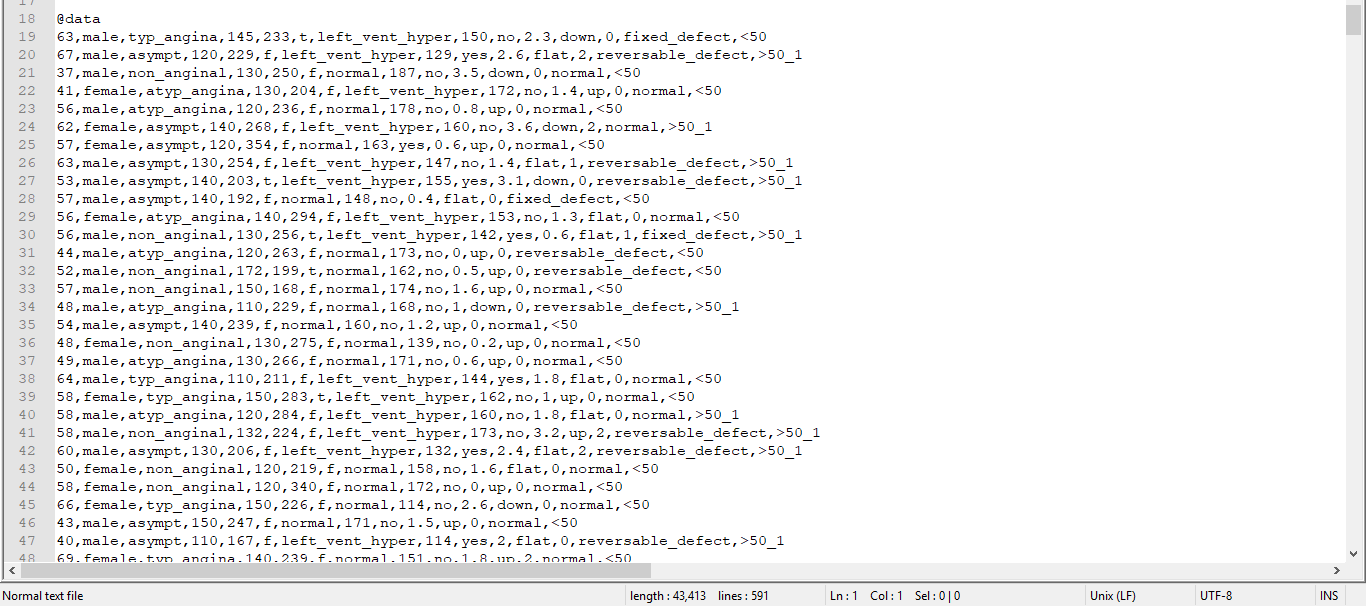 17
18 @data
19 63,male,typ_angina,145,233,t,left_vent_hyper,150,no,2.3,down,0,fixed_defect,<50
20 67,male,asympt,120,229,f,left_vent_hyper,129,yes,2.6,flat,2,reversable_defect,>50_1
21 37,male,non_anginal,130,250,f,normal,187,no,3.5,down,0,normal,<50
22 41,female,atyp_angina,130,204,f,left_vent_hyper,172,no,1.4,up,0,normal,<50
23 56,male,atyp_angina,120,236,f,normal,178,no,0.8,up,0,normal,<50
24 62,female,asympt,140,268,f,left_vent_hyper,160,no,3.6,down,2,normal,>50_1
25 57,female,asympt,120,354,f,normal,163,yes,0.6,up,0,normal,<50
26 63,male,asympt,130,254,f,left_vent_hyper,147,no,1.4,flat,1,reversable_defect,>50_1
27 53,male,asympt,140,203,t,left_vent_hyper,155,yes,3.1,down,0,reversable_defect,>50_1
28 57,male,asympt,140,192,f,normal,148,no,0.4,flat,0,fixed_defect,<50
29 56,female,atyp_angina,140,294,f,left_vent_hyper,153,no,1.3,flat,0,normal,<50
30 56,male,non_anginal,130,256,t,left_vent_hyper,142,yes,0.6,flat,1,fixed_defect,>50_1
31 44,male,atyp_angina,120,263,f,normal,173,no,0,up,0,reversable_defect,<50
32 52,male,non_anginal,172,199,t,normal,162,no,0.5,up,0,reversable_defect,<50
33 57,male,non_anginal,150,168,f,normal,174,no,1.6,up,0,normal,<50
34 48,male,atyp_angina,110,229,f,normal,168,no,1,down,0,reversable_defect,>50_1
35 54,male,asympt,140,239,f,normal,160,no,1.2,up,0,normal,<50
36 48,female,non_anginal,130,275,f,normal,139,no,0.2,up,0,normal,<50
37 49,male,atyp_angina,130,266,f,normal,171,no,0.6,up,0,normal,<50
38 64,male,typ_angina,110,211,f,left_vent_hyper,144,yes,1.8,flat,0,normal,<50
39 58,female,typ_angina,150,283,t,left_vent_hyper,162,no,1,up,0,normal,<50
40 58,male,atyp_angina,120,284,f,left_vent_hyper,160,no,1.8,flat,0,normal,>50_1
41 58,male,non_anginal,132,224,f,left_vent_hyper,173,no,3.2,up,2,reversable_defect,>50_1
42 60,male,asympt,130,206,f,left_vent_hyper,132,yes,2.4,flat,2,reversable_defect,>50_1
43 50,female,non_anginal,120,219,f,normal,158,no,1.6,flat,0,normal,<50
44 58,female,non_anginal,120,340,f,normal,172,no,0,up,0,normal,<50
45 66,female,typ_angina,150,226,f,normal,114,no,2.6,down,0,normal,<50
46 43,male,asympt,150,247,f,normal,171,no,1.5,up,0,normal,<50
47 40,male,asympt,110,167,f,left_vent_hyper,114,yes,2,flat,0,reversable_defect,>50_1
48 69,female,typ_angina,140,239,f,normal,151,no,1.8,up,2,normal,<50
Normal text file length : 43,413 lines : 591 Ln : 1 Col : 1 Sel : 0 | 0 Unix (LF) UTF-8 INS